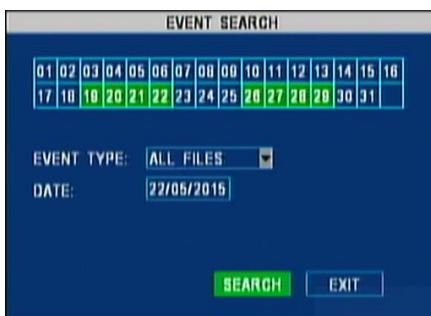 EVENT SEARCH
01 02 03 04 05 06 07 08 09 10 11 12 13 14 15 16
17 18 19 20 21 22 23 24 25 26 27 28 29 30 31
EVENT TYPE: ALL FILES
DATE: 22/05/2015
SEARCH EXIT